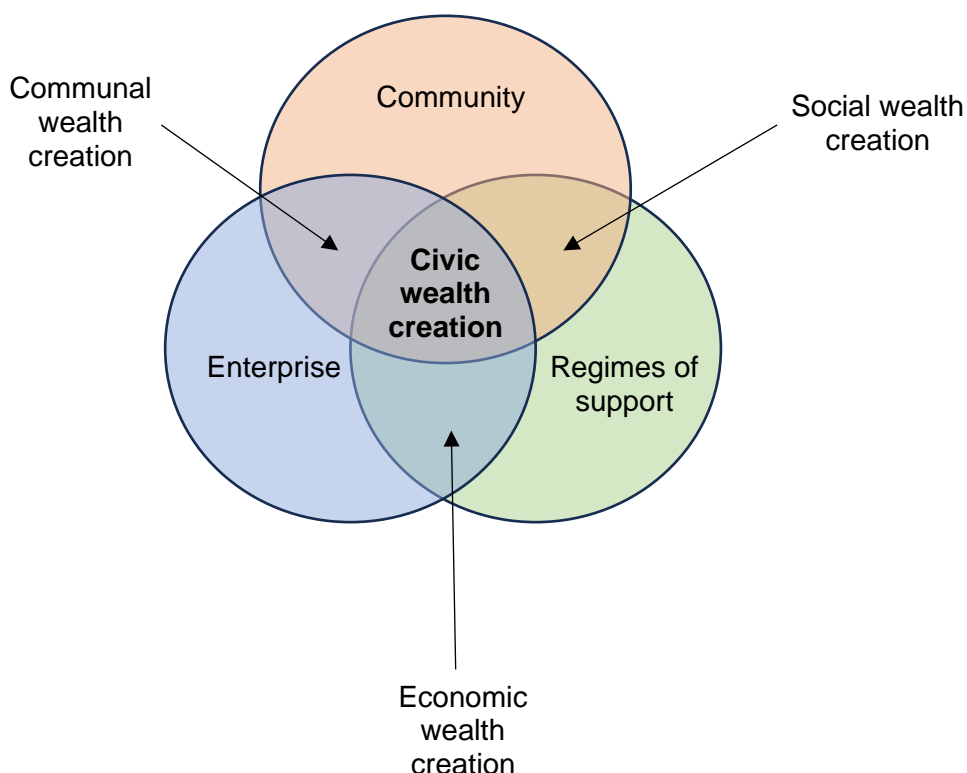 Communal
wealth
creation
Community
Social wealth
creation
Civic
wealth
creation
Enterprise
Regimes of
support
Economic
wealth
creation